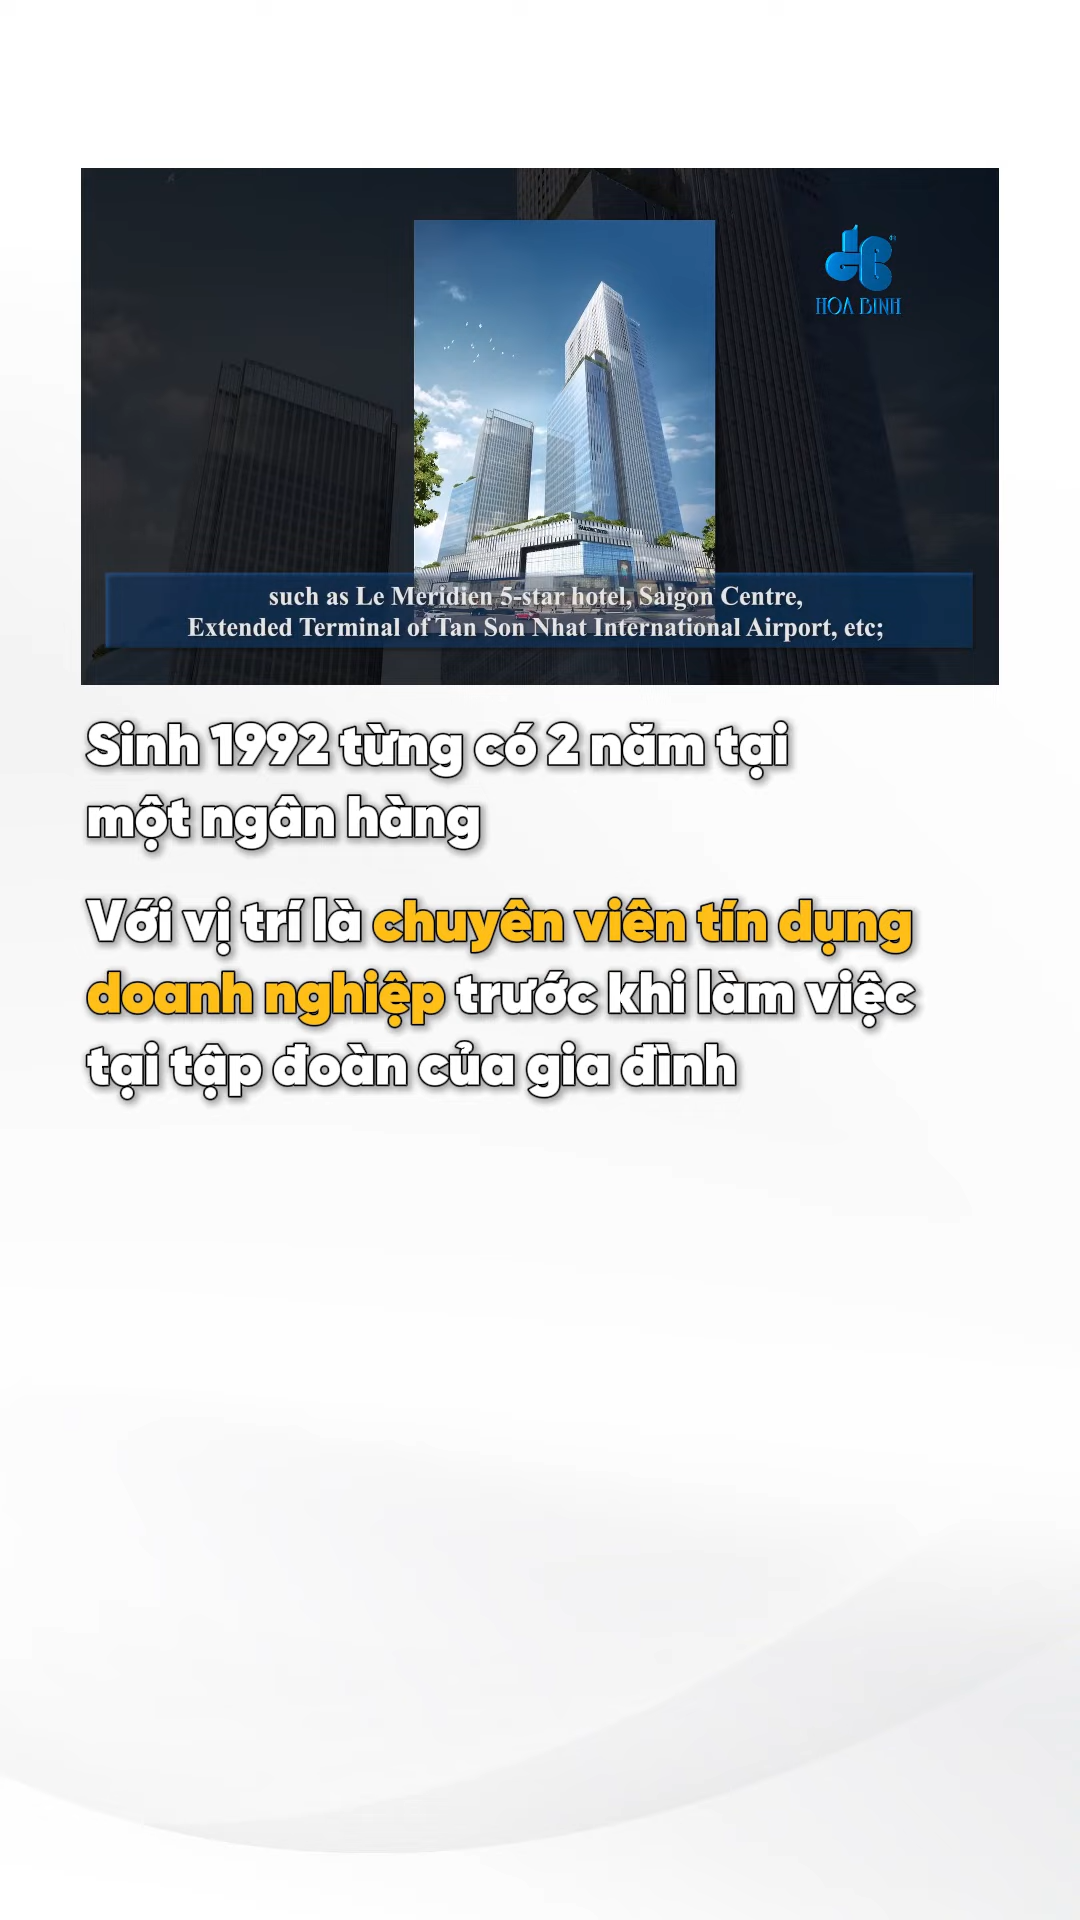 HOA BINH
such as Le Meridien 5-star hotel, Saigon Centre,
Extended Terminal of Tan Son Nhat International Airport, etc;
Sinh 1992 từng có 2 năm tại
một ngân hàng
Với vị trí là chuyên viên tín dụng
doanh nghiệp trước khi làm việc
tại tập đoàn của gia đình